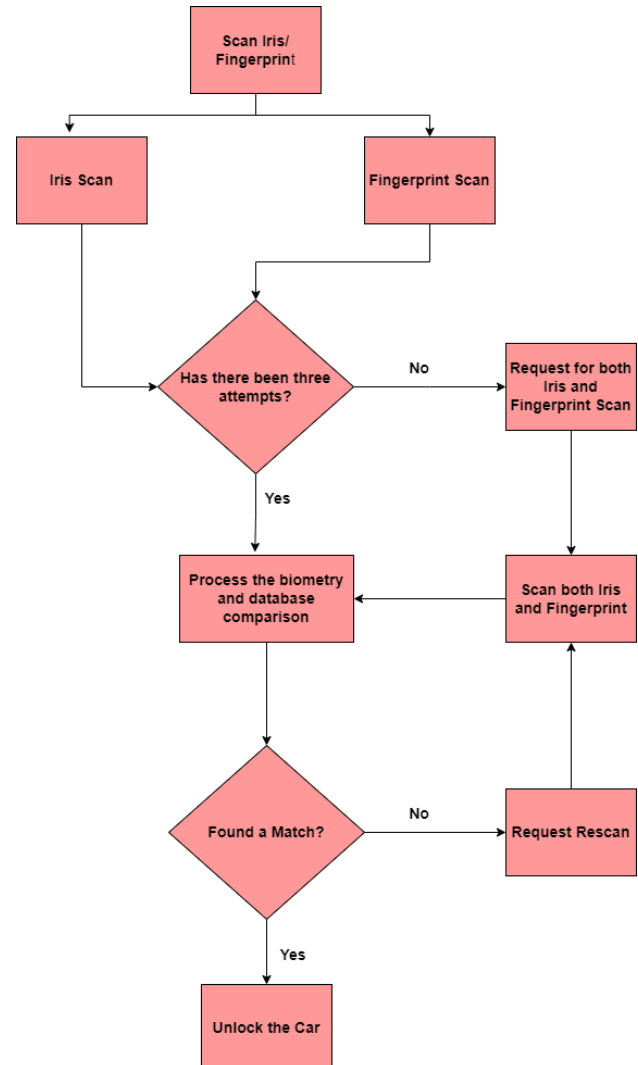 Scan Iris/
Fingerprint
Iris Scan
Fingerprint Scan
Has there been three
attempts?
No
Request for both
Iris and
Fingerprint Scan
Yes
Process the biometry
and database
comparison
Scan both Iris
and Fingerprint
Found a Match?
No
Request Rescan
Yes
Unlock the Car